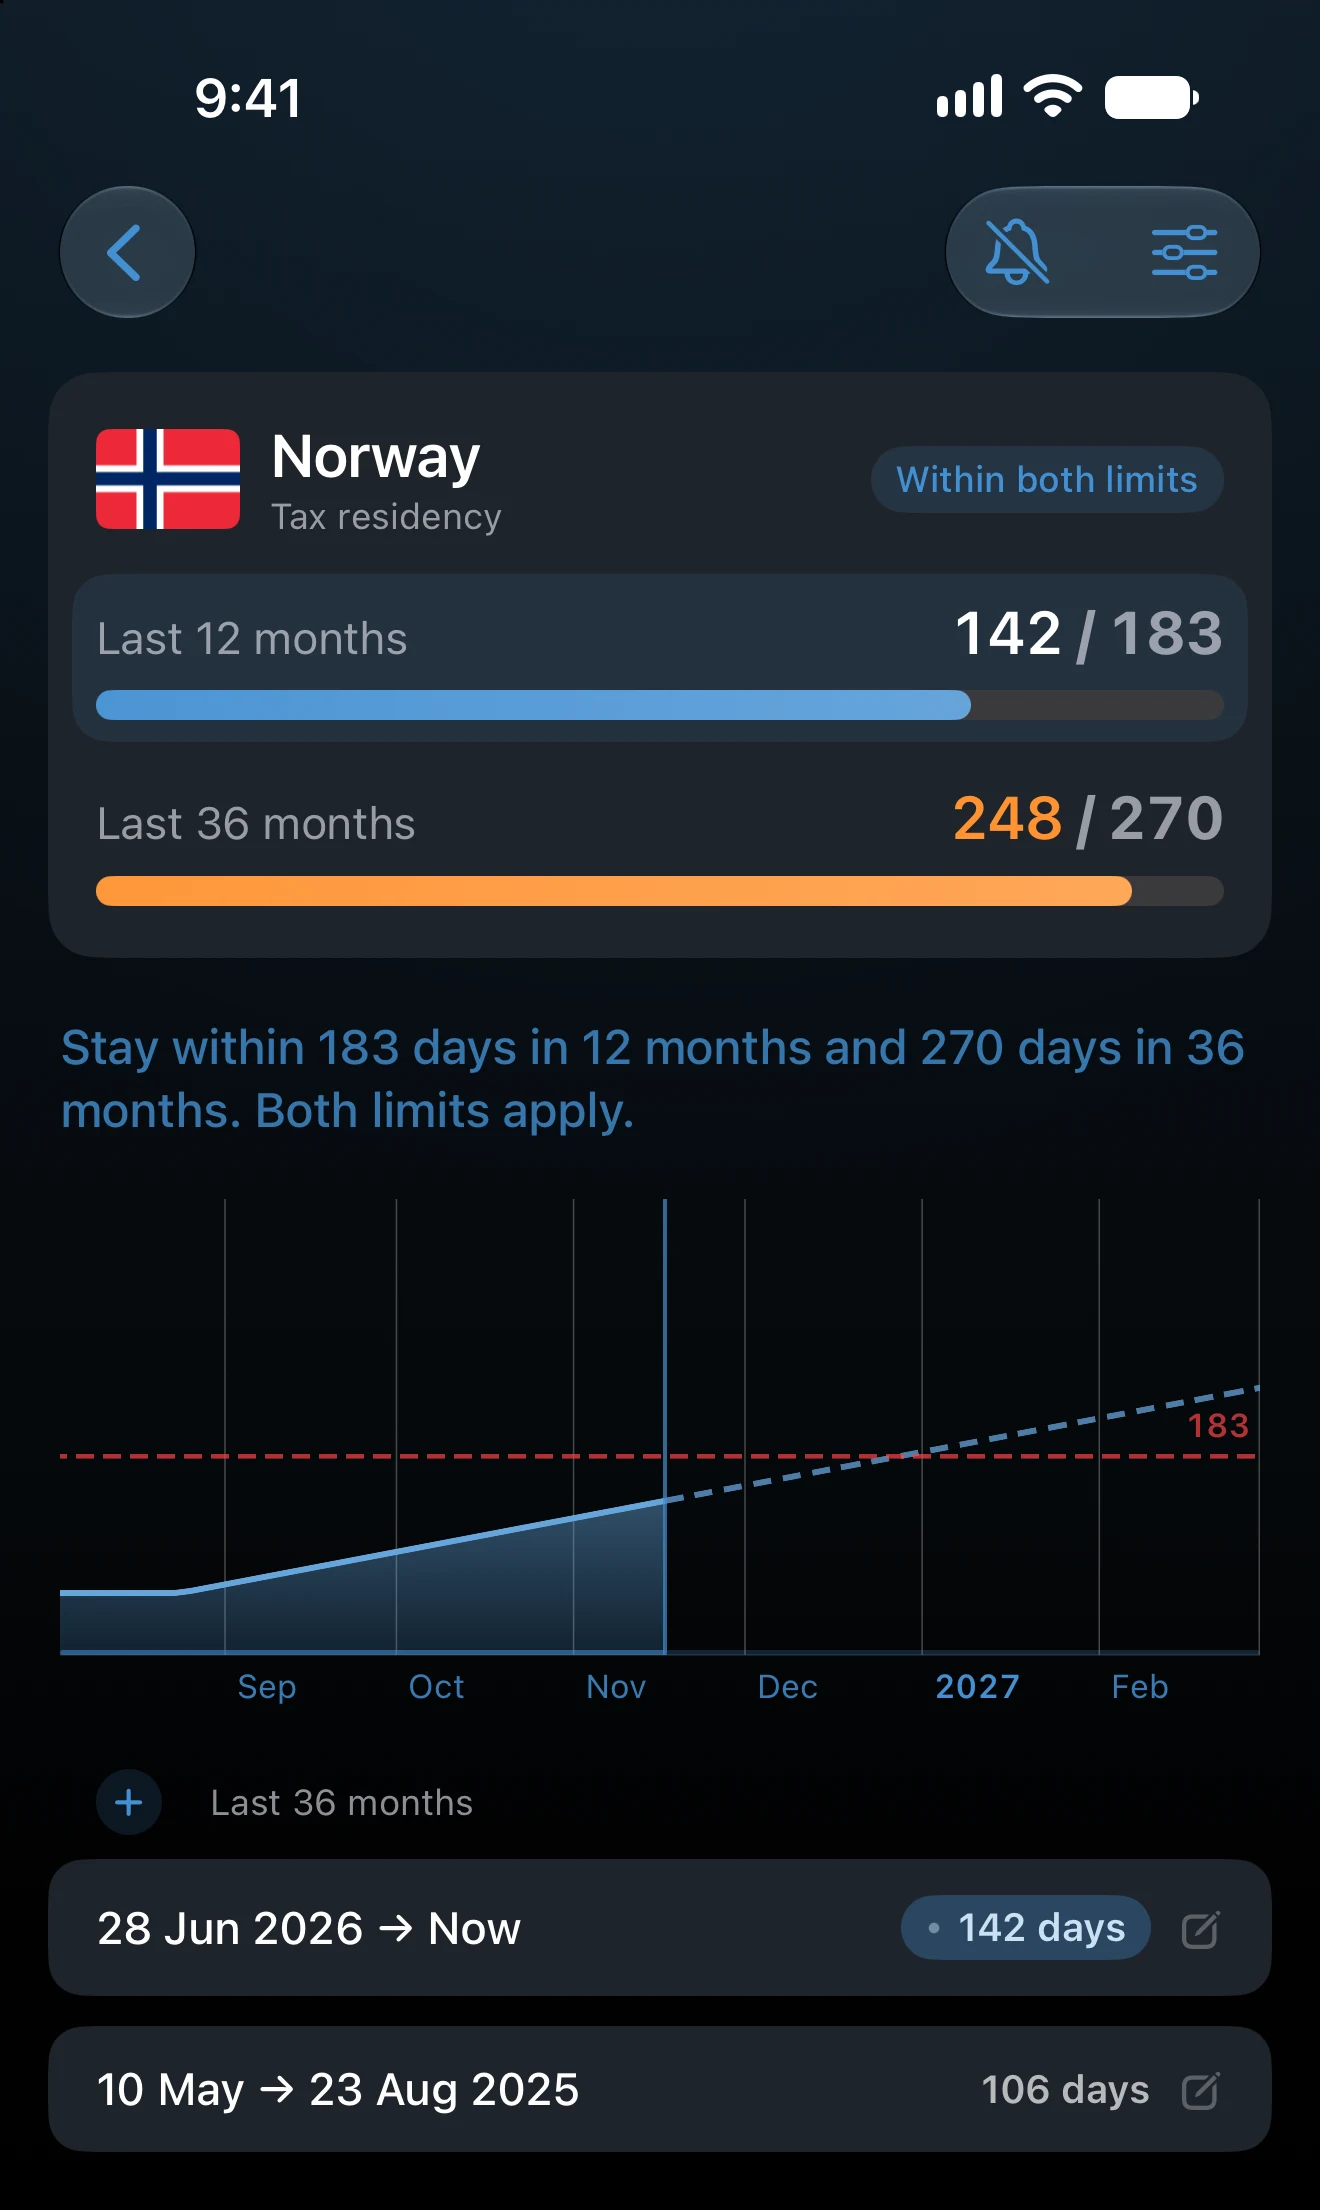 9:41
Norway
Tax residency
Within both limits
Last 12 months
142 / 183
Last 36 months
248 / 270
Stay within 183 days in 12 months and 270 days in 36
months. Both limits apply.
183
Sep Oct Nov Dec 2027 Feb
+ Last 36 months
28 Jun 2026 → Now
• 142 days
10 May → 23 Aug 2025
106 days